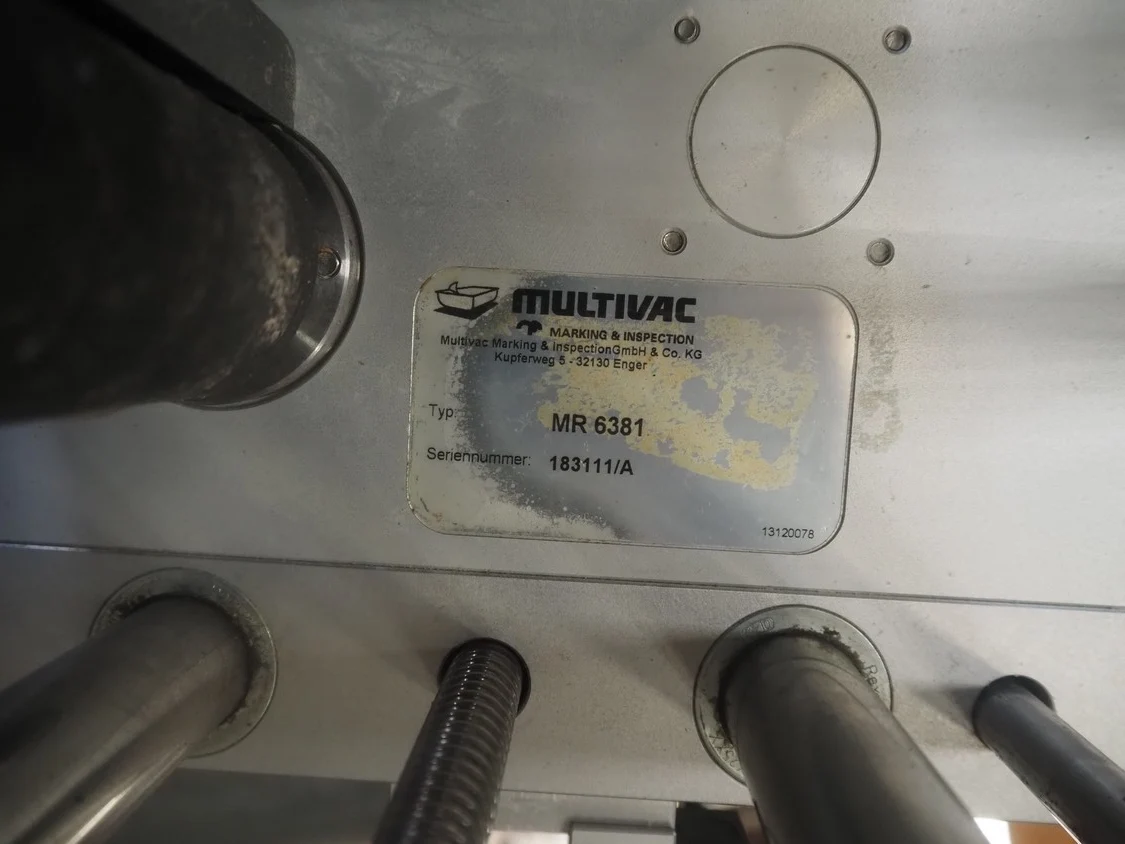 MULTIVAC
MARKING & INSPECTION
Multivac Marking & InspectionGmbH & Co. KG
Kupferweg 5 - 32130 Enger
Typ:
MR 6381
Seriennummer:
183111/A
13120078